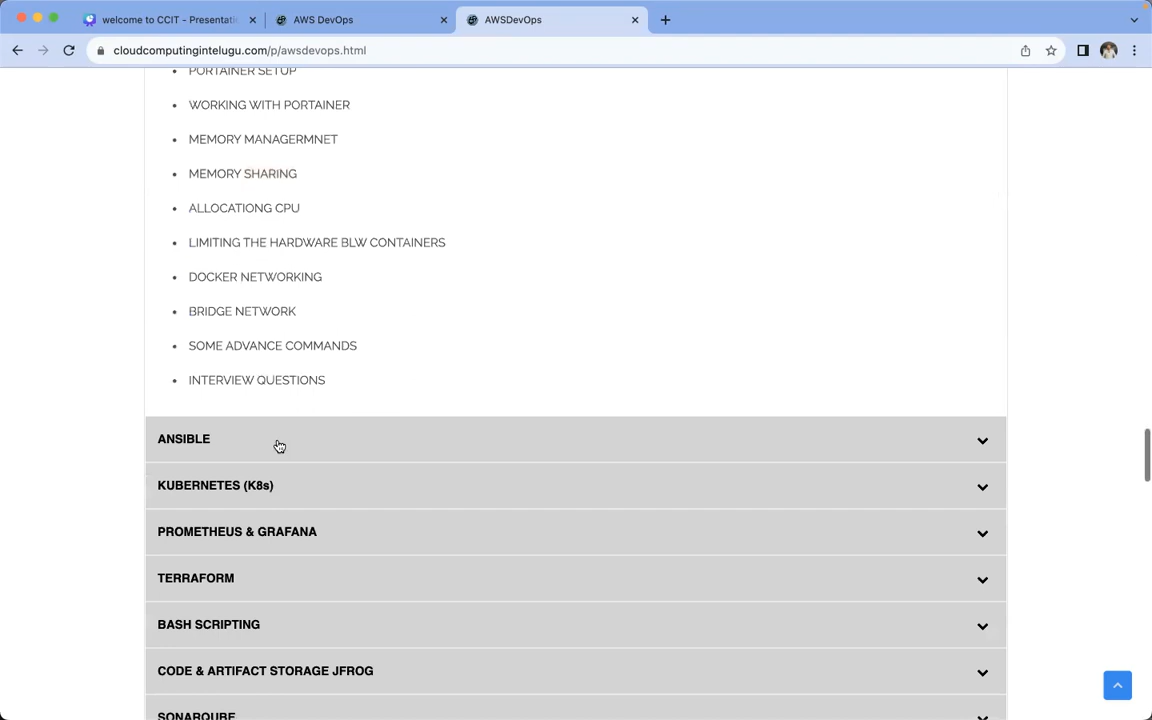 welcome to CCIT - Presentati
AWS DevOps
AWSDevOps
cloudcomputingintelugu.com/p/awsdevops.html
PORTAINER SETUP
WORKING WITH PORTAINER
MEMORY MANAGERMNET
MEMORY SHARING
ALLOCATIONG CPU
LIMITING THE HARDWARE BLW CONTAINERS
DOCKER NETWORKING
BRIDGE NETWORK
SOME ADVANCE COMMANDS
INTERVIEW QUESTIONS
ANSIBLE
KUBERNETES (K8s)
PROMETHEUS & GRAFANA
TERRAFORM
BASH SCRIPTING
CODE & ARTIFACT STORAGE JFROG
SONARQUBE